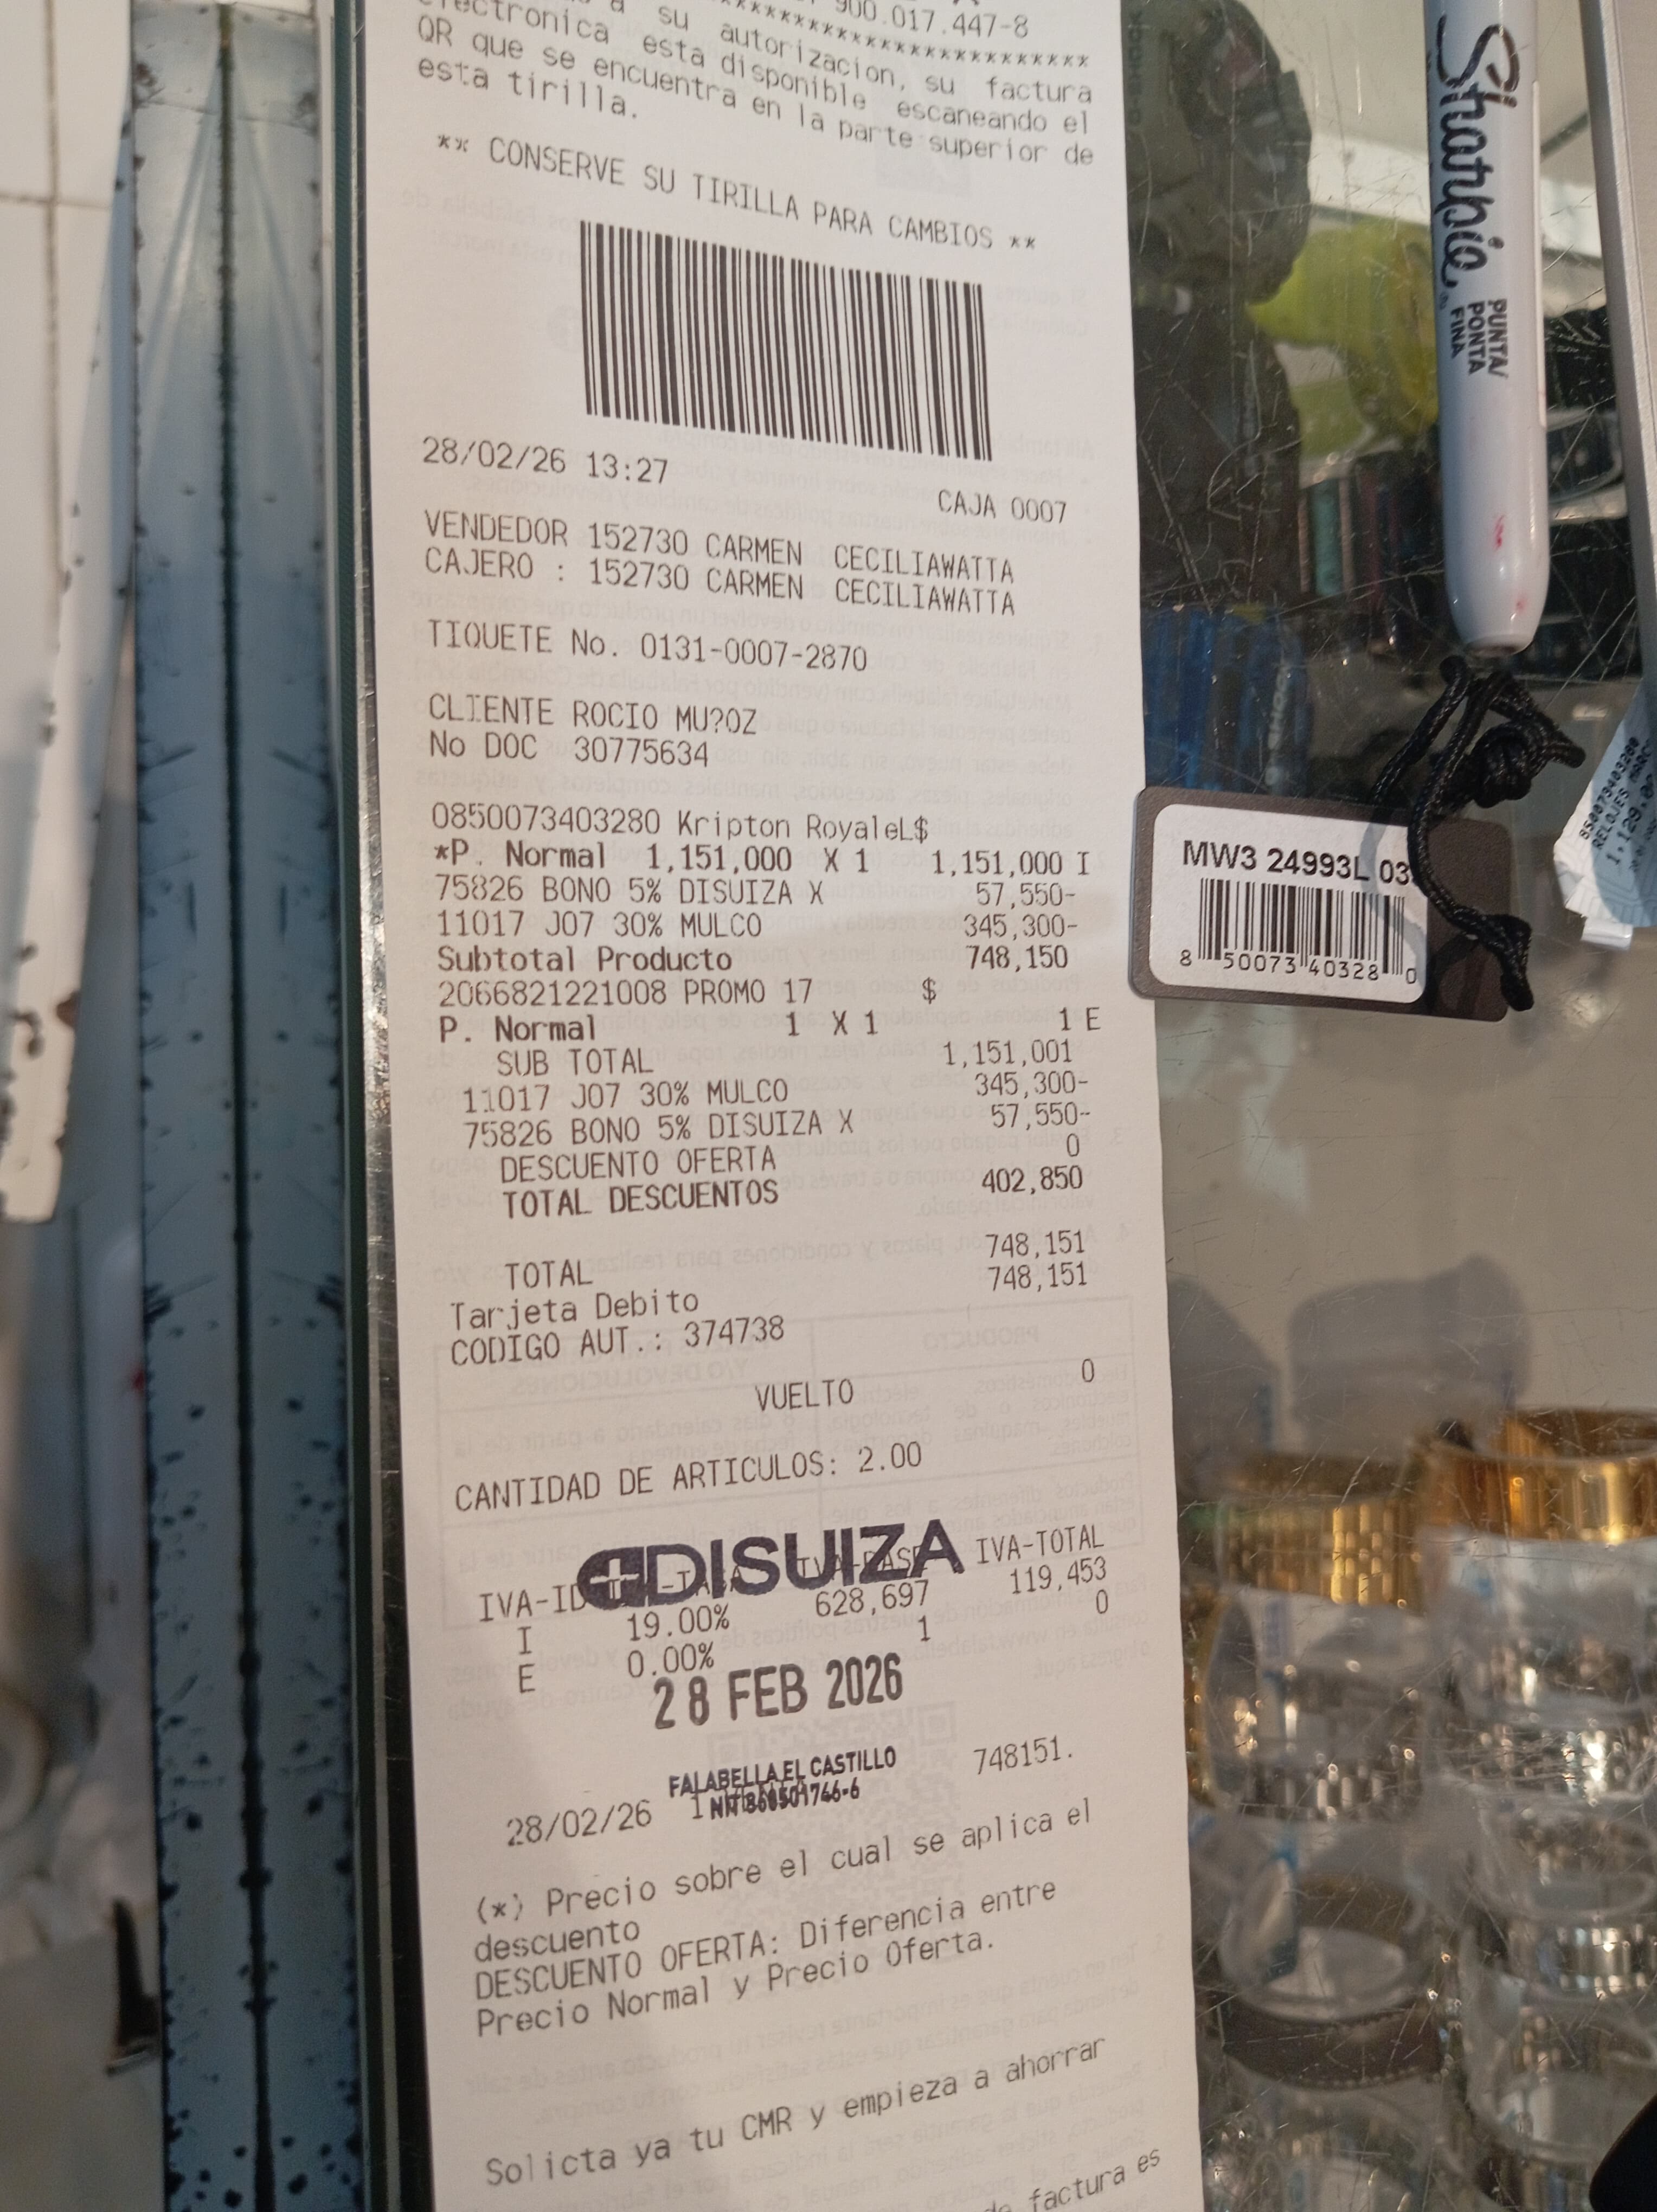 900.017.447-8
****************************
su autorizacion, su factura
electronica esta disponible escaneando el
QR que se encuentra en la parte superior de
esta tirilla.
** CONSERVE SU TIRILLA PARA CAMBIOS **
28/02/26 13:27
CAJA 0007
VENDEDOR 152730 CARMEN CECILIAWATTA
CAJERO : 152730 CARMEN CECILIAWATTA
TIQUETE No. 0131-0007-2870
CLIENTE ROCIO MU?OZ
No DOC 30775634
0850073403280 Kripton RoyaleL$
*P. Normal 1,151,000 X 1 1,151,000 I
75826 BONO 5% DISUIZA X 57,550-
11017 J07 30% MULCO 345,300-
Subtotal Producto 748,150
2066821221008 PROMO 17 $
P. Normal 1 X 1 1 E
SUB TOTAL 1,151,001
11017 J07 30% MULCO 345,300-
75826 BONO 5% DISUIZA X 57,550-
DESCUENTO OFERTA 0
TOTAL DESCUENTOS 402,850
TOTAL 748,151
Tarjeta Debito 748,151
CODIGO AUT.: 374738
VUELTO 0
CANTIDAD DE ARTICULOS: 2.00
DISUIZA
IVA-ID IVA-TOTAL
I 19.00% 628,697 119,453
E 0.00% 1 0
28 FEB 2026
FALABELLA EL CASTILLO
28/02/26 748151.
(*) Precio sobre el cual se aplica el
descuento
DESCUENTO OFERTA: Diferencia entre
Precio Normal y Precio Oferta.
Solicta ya tu CMR y empieza a ahorrar
factura es
Sharpie
PUNTA/
PONTA
FINA
MW3 24993L 03
8 50073 40328 0
850073403280
RELOJES MARC